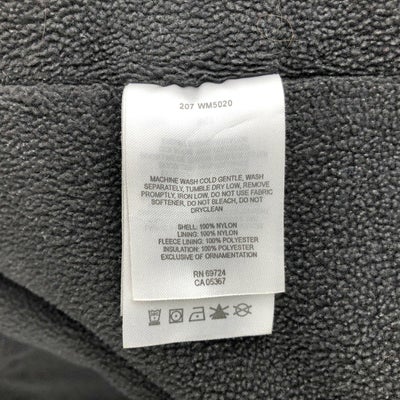 207 WM5020
MACHINE WASH COLD GENTLE, WASH
SEPARATELY, TUMBLE DRY LOW, REMOVE
PROMPTLY, IRON LOW, DO NOT USE FABRIC
SOFTENER, DO NOT BLEACH, DO NOT
DRYCLEAN
SHELL: 100% NYLON
LINING: 100% NYLON
FLEECE LINING: 100% POLYESTER
INSULATION: 100% POLYESTER
EXCLUSIVE OF ORNAMENTATION
RN 69724
CA 05367